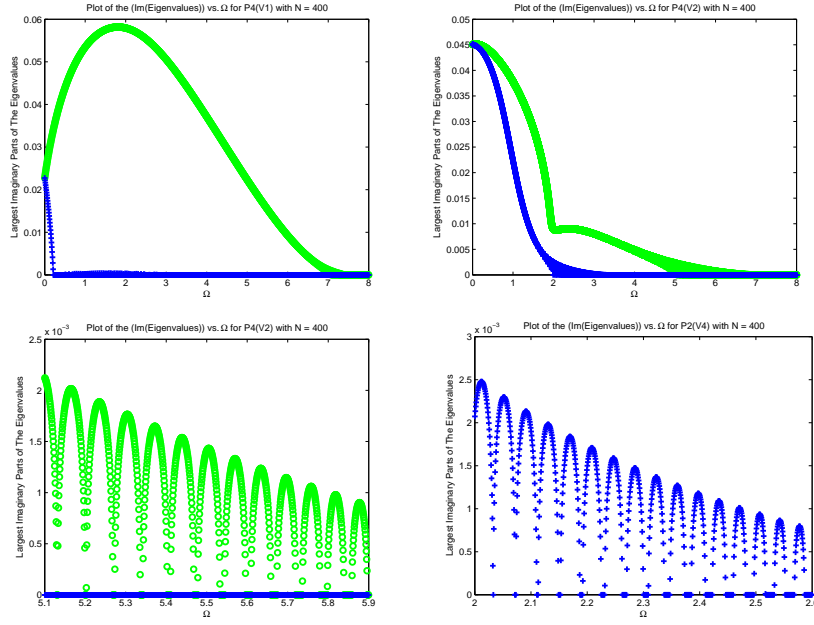 Plot of the (Im(Eigenvalues)) vs. Ω for P4(V1) with N = 400
Largest Imaginary Parts of The Eigenvalues
0.06
0.05
0.04
0.03
0.02
0.01
0
0 1 2 3 4 5 6 7 8
Ω
Plot of the (Im(Eigenvalues)) vs. Ω for P4(V2) with N = 400
Largest Imaginary Parts of The Eigenvalues
0.05
0.045
0.04
0.035
0.03
0.025
0.02
0.015
0.01
0.005
0
0 1 2 3 4 5 6 7 8
Ω
Plot of the (Im(Eigenvalues)) vs. Ω for P4(V2) with N = 400
x 10⁻³
Largest Imaginary Parts of The Eigenvalues
2.5
2
1.5
1
0.5
0
5.1 5.2 5.3 5.4 5.5 5.6 5.7 5.8 5.9
Ω
Plot of the (Im(Eigenvalues)) vs. Ω for P2(V4) with N = 400
x 10⁻³
Largest Imaginary Parts of The Eigenvalues
3
2.5
2
1.5
1
0.5
0
2 2.1 2.2 2.3 2.4 2.5 2.6
Ω